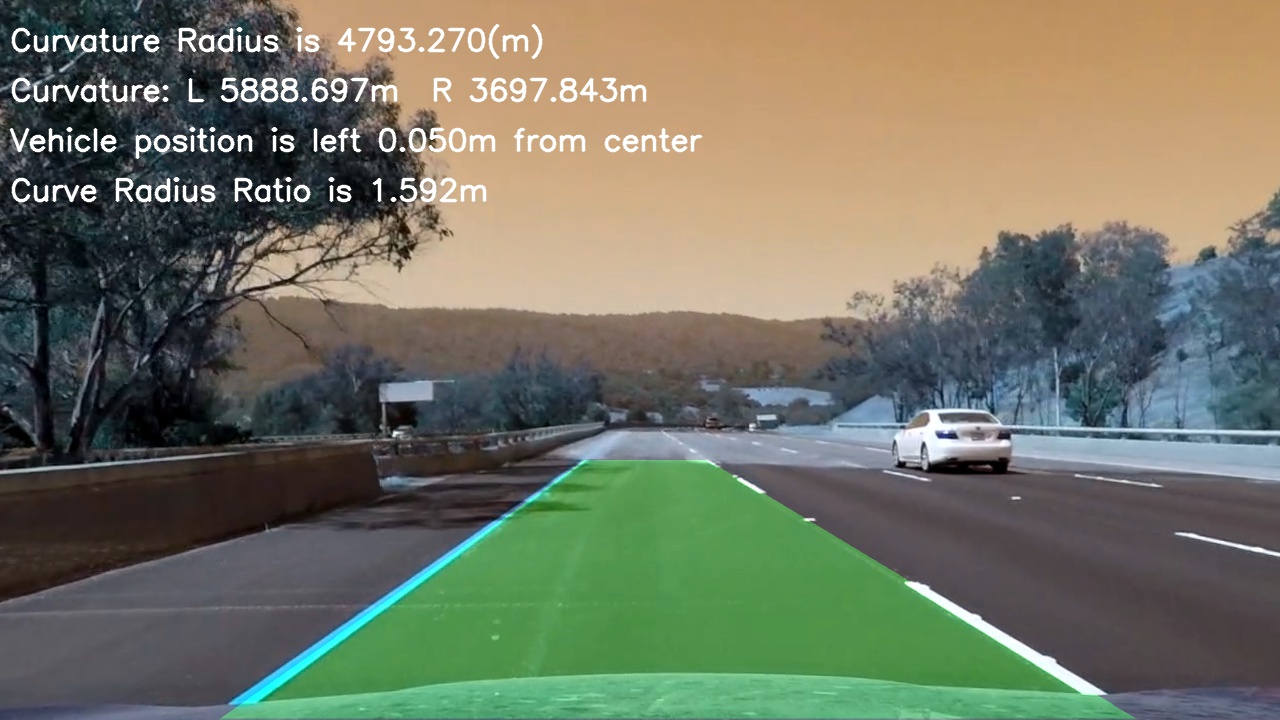 Curvature Radius is 4793.270(m)
Curvature: L 5888.697m R 3697.843m
Vehicle position is left 0.050m from center
Curve Radius Ratio is 1.592m